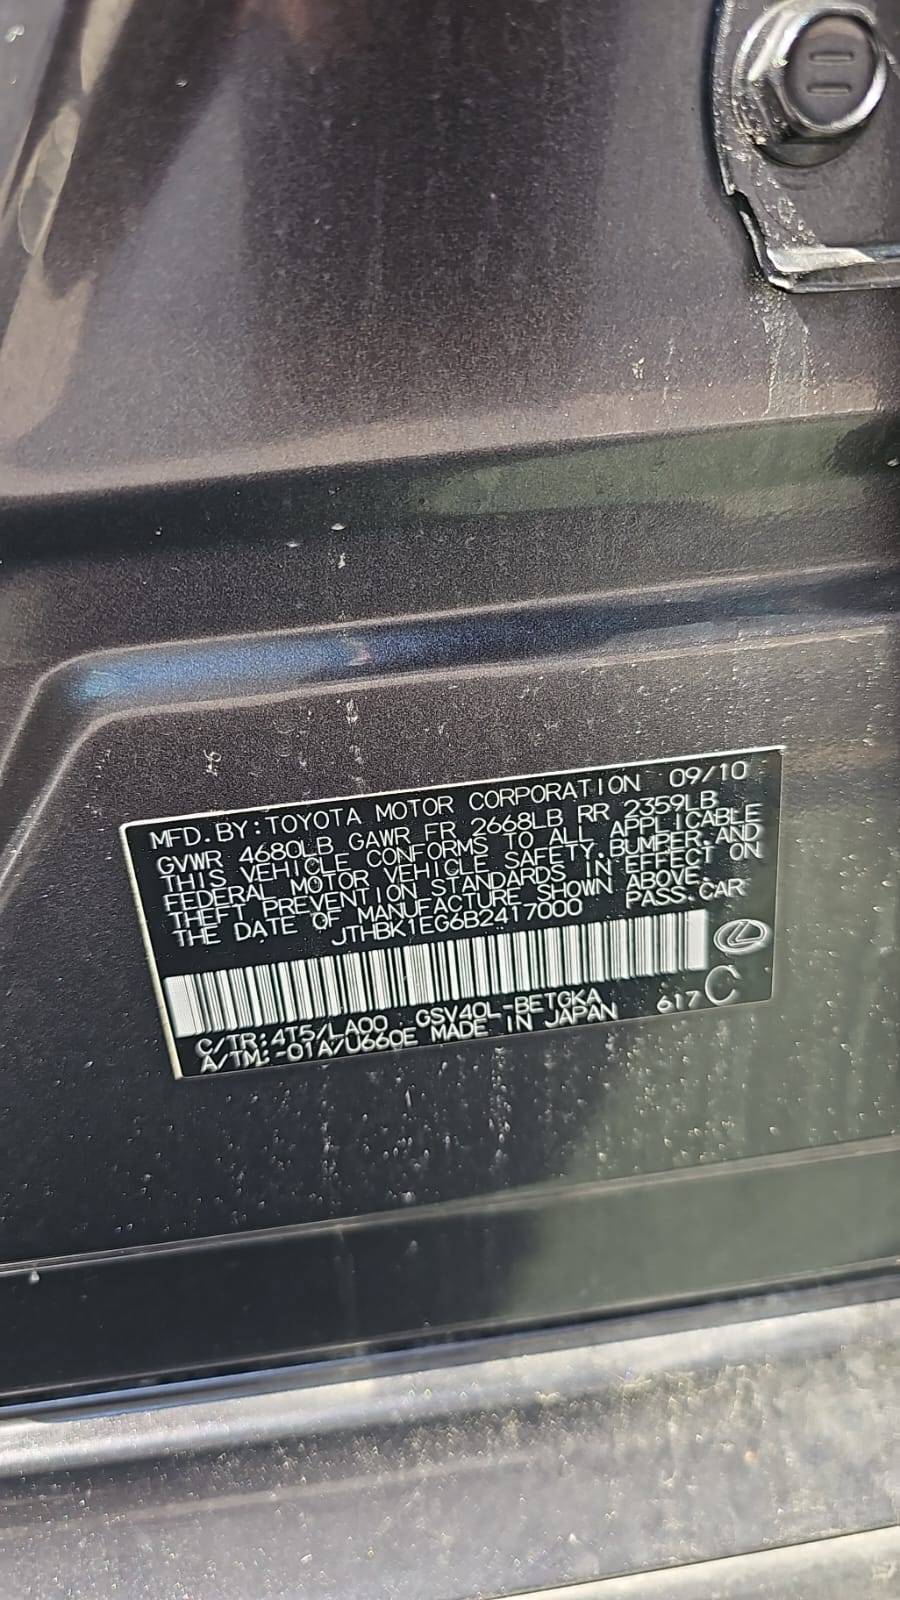 MFD. BY: TOYOTA MOTOR CORPORATION 09/10
GVWR 4680LB GAWR FR 2668LB RR 2359LB
THIS VEHICLE CONFORMS TO ALL APPLICABLE
FEDERAL MOTOR VEHICLE SAFETY, BUMPER, AND
THEFT PREVENTION STANDARDS IN EFFECT ON
THE DATE OF MANUFACTURE SHOWN ABOVE.
JTHBK1EG6B2417000 PASS.CAR
C/TR:4T5/LA00 GSV40L-BETGKA 617 C
A/TM:-01A/U660E MADE IN JAPAN